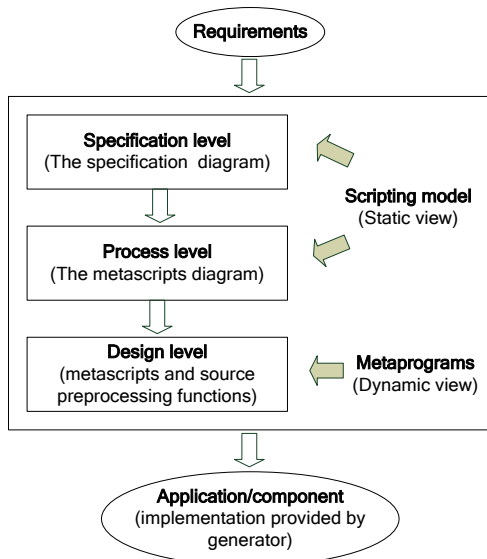 Requirements
Specification level
(The specification diagram)
Scripting model
(Static view)
Process level
(The metascripts diagram)
Design level
(metascripts and source
preprocessing functions)
Metaprograms
(Dynamic view)
Application/component
(implementation provided by
generator)